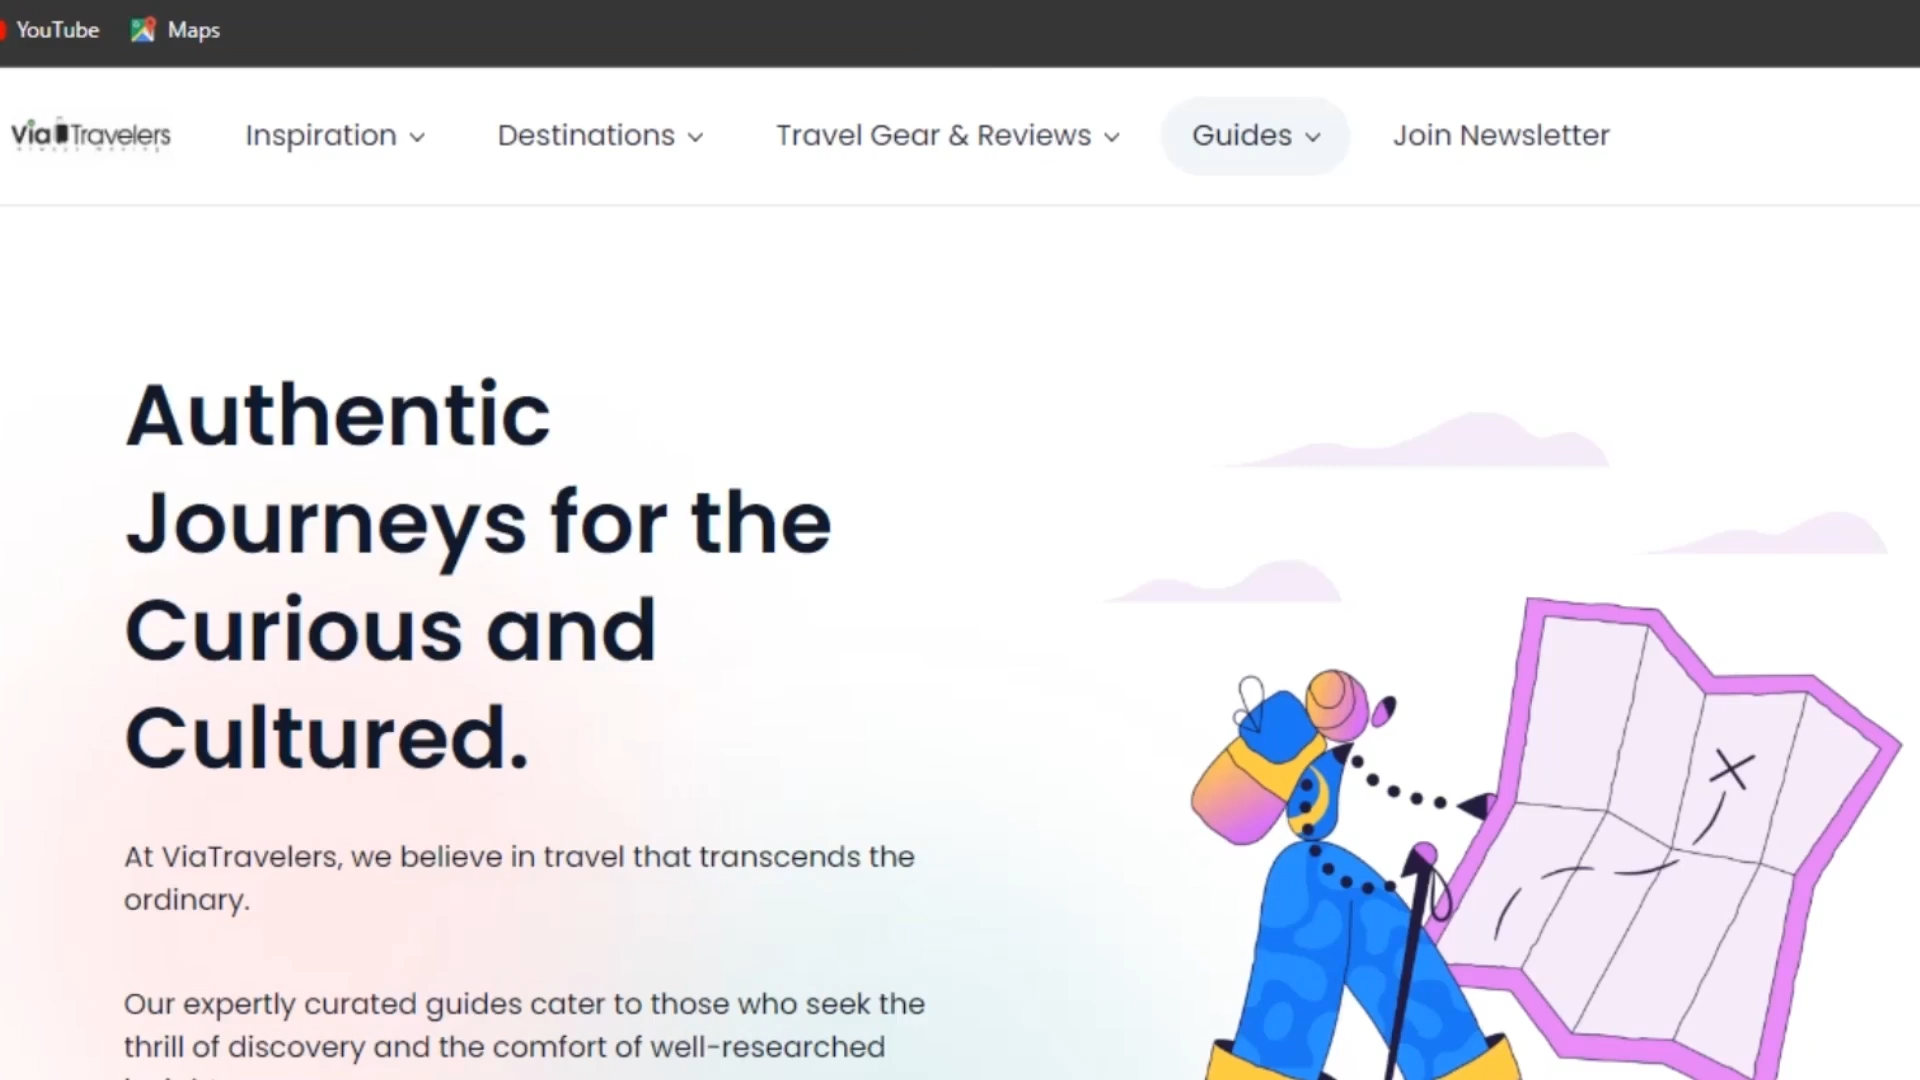 YouTube Maps
Via Travelers Inspiration Destinations Travel Gear & Reviews Guides Join Newsletter
Authentic
Journeys for the
Curious and
Cultured.
At ViaTravelers, we believe in travel that transcends the
ordinary.
Our expertly curated guides cater to those who seek the
thrill of discovery and the comfort of well-researched